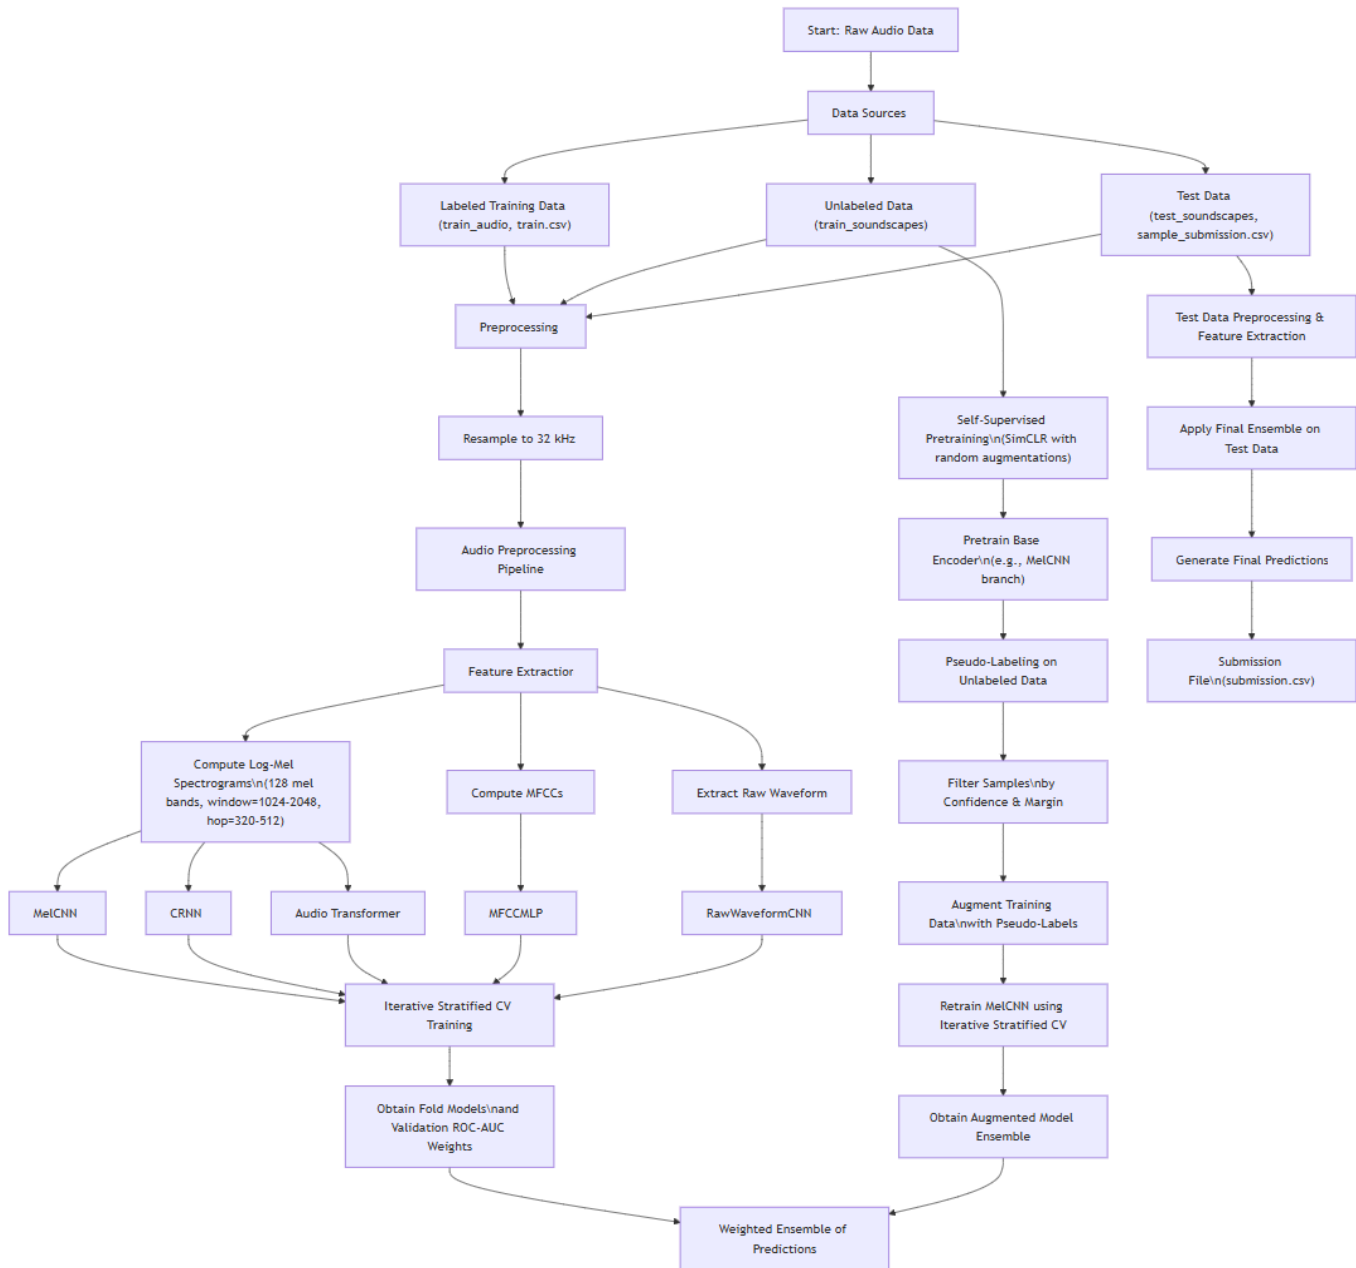 Start: Raw Audio Data
Data Sources
Labeled Training Data
(train_audio, train.csv)
Unlabeled Data
(train_soundscapes)
Test Data
(test_soundscapes,
sample_submission.csv)
Preprocessing
Test Data Preprocessing &
Feature Extraction
Resample to 32 kHz
Self-Supervised
Pretraining\n(SimCLR with
random augmentations)
Apply Final Ensemble on
Test Data
Audio Preprocessing
Pipeline
Pretrain Base
Encoder\n(e.g., MelCNN
branch)
Generate Final Predictions
Feature Extraction
Pseudo-Labeling on
Unlabeled Data
Submission
File\n(submission.csv)
Compute Log-Mel
Spectrograms\n(128 mel
bands, window=1024-2048,
hop=320-512)
Compute MFCCs
Extract Raw Waveform
Filter Samples\nby
Confidence & Margin
MelCNN
CRNN
Audio Transformer
MFCCMLP
RawWaveformCNN
Augment Training
Data\nwith Pseudo-Labels
Iterative Stratified CV
Training
Retrain MelCNN using
Iterative Stratified CV
Obtain Fold Models\nand
Validation ROC-AUC
Weights
Obtain Augmented Model
Ensemble
Weighted Ensemble of
Predictions